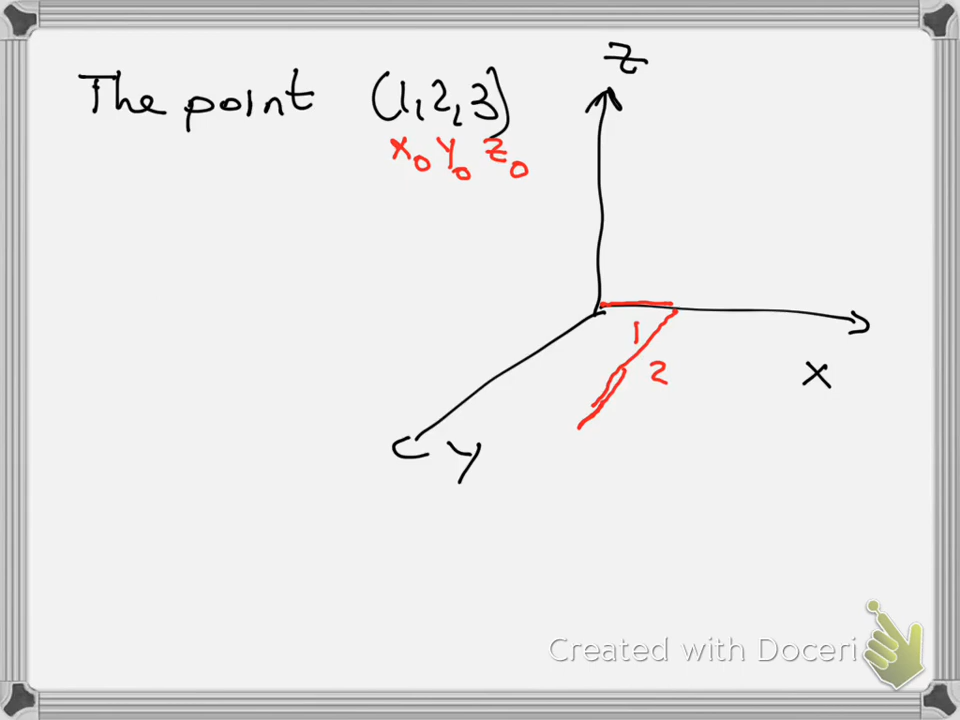 The point (1,2,3)
x₀ y₀ z₀
z
1
2
x
y
Created with Doceri